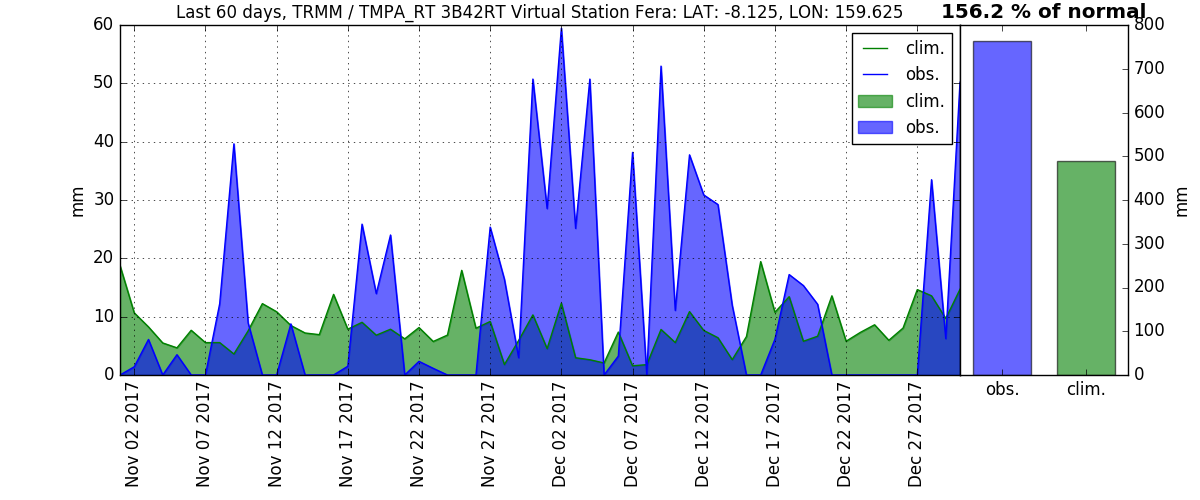 Last 60 days, TRMM / TMPA_RT 3B42RT Virtual Station Fera: LAT: -8.125, LON: 159.625
156.2 % of normal
60
50
40
30
20
10
0
mm
clim.
obs.
clim.
obs.
800
700
600
500
400
300
200
100
0
mm
obs.
clim.
Nov 02 2017
Nov 07 2017
Nov 12 2017
Nov 17 2017
Nov 22 2017
Nov 27 2017
Dec 02 2017
Dec 07 2017
Dec 12 2017
Dec 17 2017
Dec 22 2017
Dec 27 2017